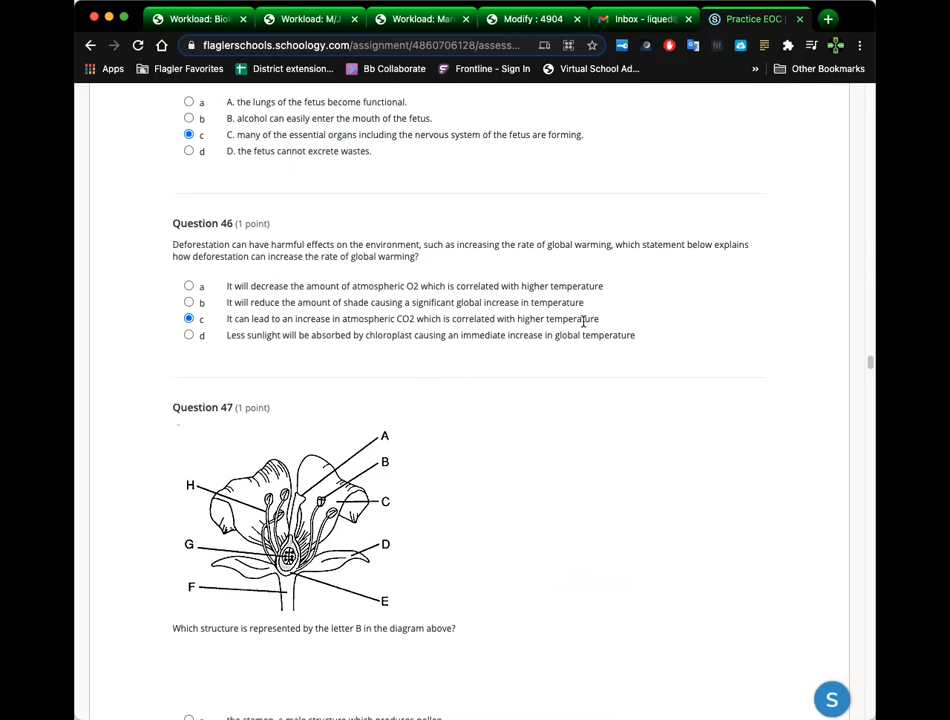 Workload: Biol
Workload: M/J
Workload: Mar
Modify : 4904
Inbox - liqued@
Practice EOC |
flaglerschools.schoology.com/assignment/4860706128/assess...
Apps
Flagler Favorites
District extension...
Bb Collaborate
Frontline - Sign In
Virtual School Ad...
»
Other Bookmarks
a A. the lungs of the fetus become functional.
b B. alcohol can easily enter the mouth of the fetus.
c C. many of the essential organs including the nervous system of the fetus are forming.
d D. the fetus cannot excrete wastes.
Question 46 (1 point)
Deforestation can have harmful effects on the environment, such as increasing the rate of global warming, which statement below explains
how deforestation can increase the rate of global warming?
a It will decrease the amount of atmospheric O2 which is correlated with higher temperature
b It will reduce the amount of shade causing a significant global increase in temperature
c It can lead to an increase in atmospheric CO2 which is correlated with higher temperature
d Less sunlight will be absorbed by chloroplast causing an immediate increase in global temperature
Question 47 (1 point)
A
B
H
C
G
D
F
E
Which structure is represented by the letter B in the diagram above?
the stamen, a male structure which produces pollen
S